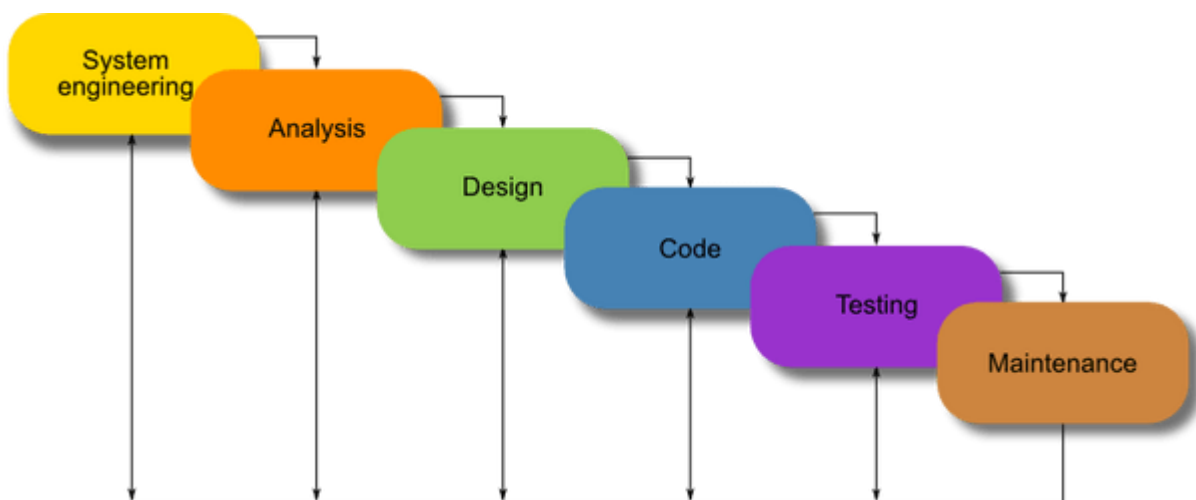 System
engineering
Analysis
Design
Code
Testing
Maintenance